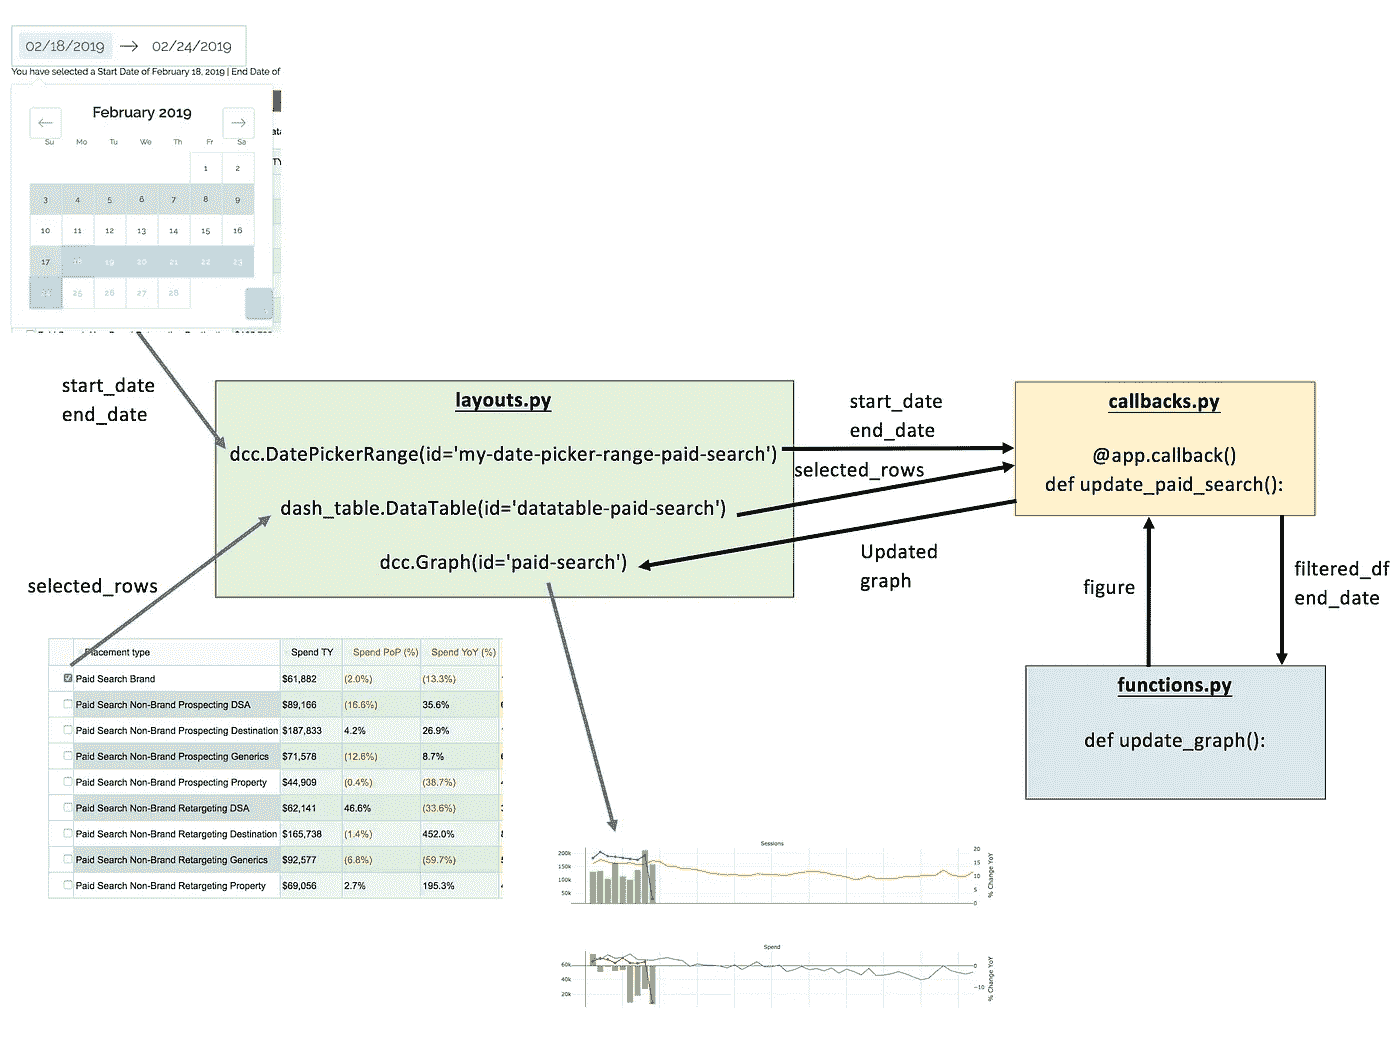 02/18/2019 → 02/24/2019
You have selected a Start Date of February 18, 2019 | End Date of
February 2019
Su Mo Tu We Th Fr Sa
1 2
3 4 5 6 7 8 9
10 11 12 13 14 15 16
17 18 19 20 21 22 23
25 26 27 28
start_date
end_date
layouts.py
dcc.DatePickerRange(id='my-date-picker-range-paid-search')
dash_table.DataTable(id='datatable-paid-search')
dcc.Graph(id='paid-search')
start_date
end_date
selected_rows
Updated
graph
callbacks.py
@app.callback()
def update_paid_search():
figure
filtered_df
end_date
functions.py
def update_graph():
selected_rows
Placement type Spend TY Spend PoP (%) Spend YoY (%)
Paid Search Brand $61,882 (2.0%) (13.3%)
Paid Search Non-Brand Prospecting DSA $89,166 (16.6%) 35.6%
Paid Search Non-Brand Prospecting Destination $187,833 4.2% 26.9%
Paid Search Non-Brand Prospecting Generics $71,578 (12.6%) 8.7%
Paid Search Non-Brand Prospecting Property $44,909 (0.4%) (38.7%)
Paid Search Non-Brand Retargeting DSA $62,141 46.6% (33.6%)
Paid Search Non-Brand Retargeting Destination $165,738 (1.4%) 452.0%
Paid Search Non-Brand Retargeting Generics $92,577 (6.8%) (59.7%)
Paid Search Non-Brand Retargeting Property $69,056 2.7% 195.3%
Sessions
200k
150k
100k
50k
20
15
10
5
0
% Change YoY
Spend
60k
40k
20k
0
−10
% Change YoY